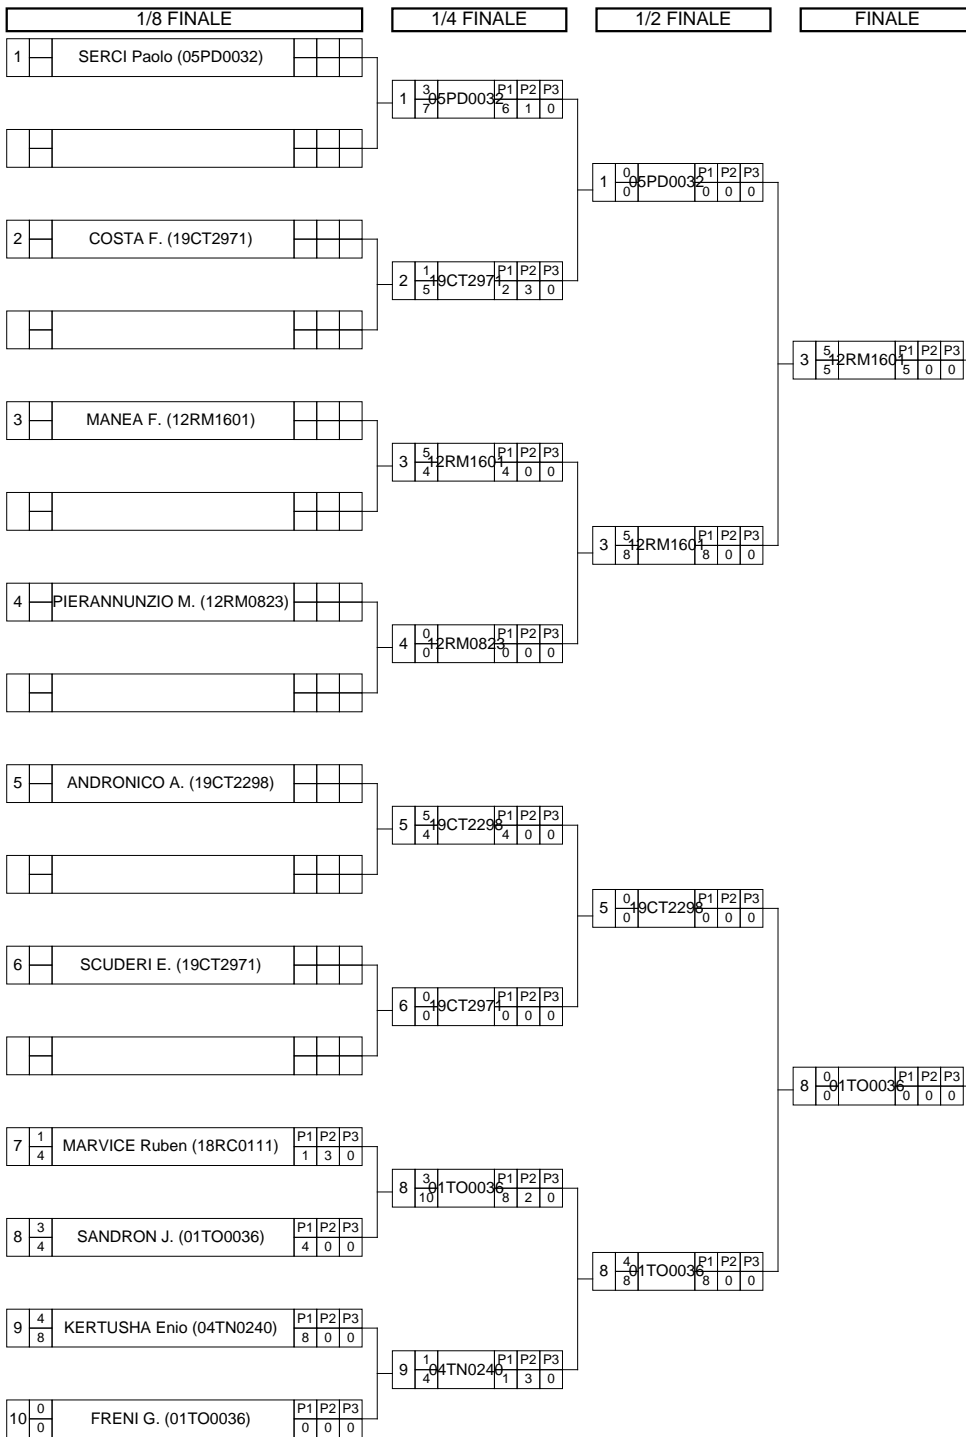 1/8 FINALE 1/4 FINALE 1/2 FINALE FINALE
1 SERCI Paolo (05PD0032)
1 3 7 05PD0032 P1 P2 P3
6 1 0
1 0 0 05PD0032 P1 P2 P3
0 0 0
2 COSTA F. (19CT2971)
2 1 5 19CT2971 P1 P2 P3
2 3 0
3 5 5 12RM1601 P1 P2 P3
5 0 0
3 MANEA F. (12RM1601)
3 5 4 12RM1601 P1 P2 P3
4 0 0
3 5 8 12RM1601 P1 P2 P3
8 0 0
4 PIERANNUNZIO M. (12RM0823)
4 0 0 12RM0823 P1 P2 P3
0 0 0
5 ANDRONICO A. (19CT2298)
5 5 4 19CT2298 P1 P2 P3
4 0 0
5 0 0 19CT2298 P1 P2 P3
0 0 0
6 SCUDERI E. (19CT2971)
6 0 0 19CT2971 P1 P2 P3
0 0 0
8 0 0 01TO0036 P1 P2 P3
0 0 0
7 1 4 MARVICE Ruben (18RC0111) P1 P2 P3
1 3 0
8 3 10 01TO0036 P1 P2 P3
8 2 0
8 3 4 SANDRON J. (01TO0036) P1 P2 P3
4 0 0
8 4 8 01TO0036 P1 P2 P3
8 0 0
9 4 8 KERTUSHA Enio (04TN0240) P1 P2 P3
8 0 0
9 1 4 04TN0240 P1 P2 P3
1 3 0
10 0 0 FRENI G. (01TO0036) P1 P2 P3
0 0 0